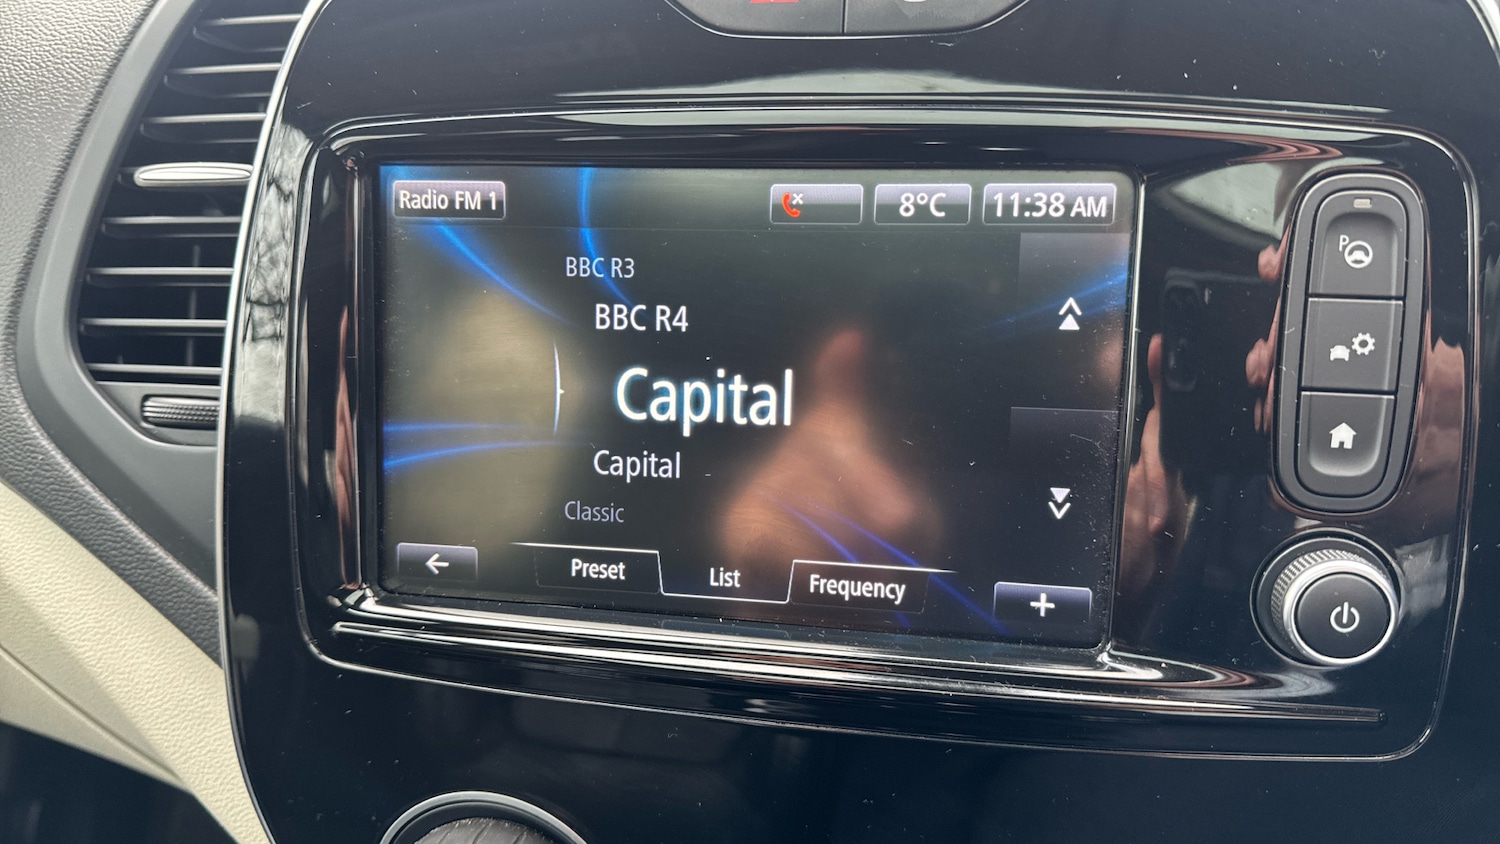 Radio FM 1
8°C
11:38 AM
BBC R3
BBC R4
Capital
Capital
Classic
Preset
List
Frequency
P